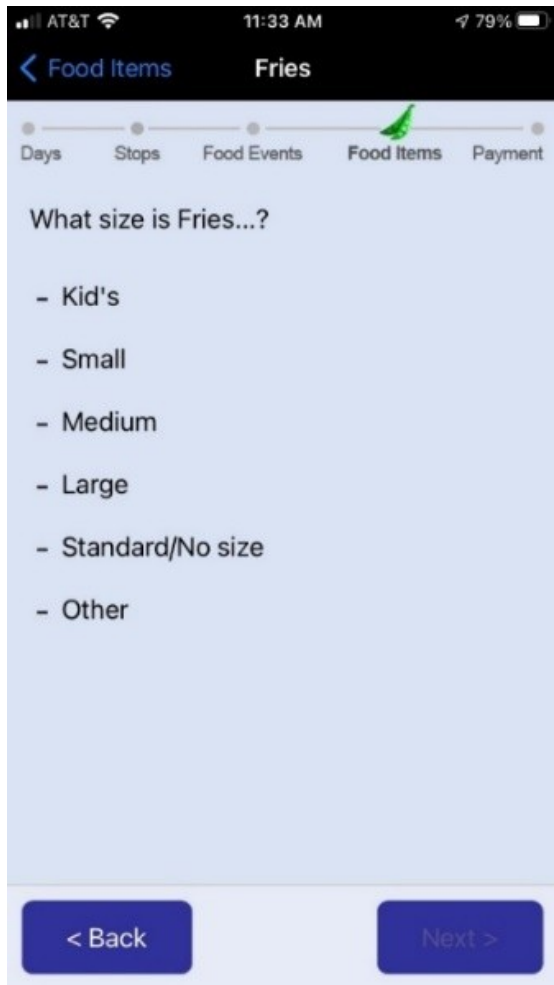 AT&T 11:33 AM 79%
Food Items Fries
Days Stops Food Events Food Items Payment
What size is Fries...?
- Kid's
- Small
- Medium
- Large
- Standard/No size
- Other
< Back Next >